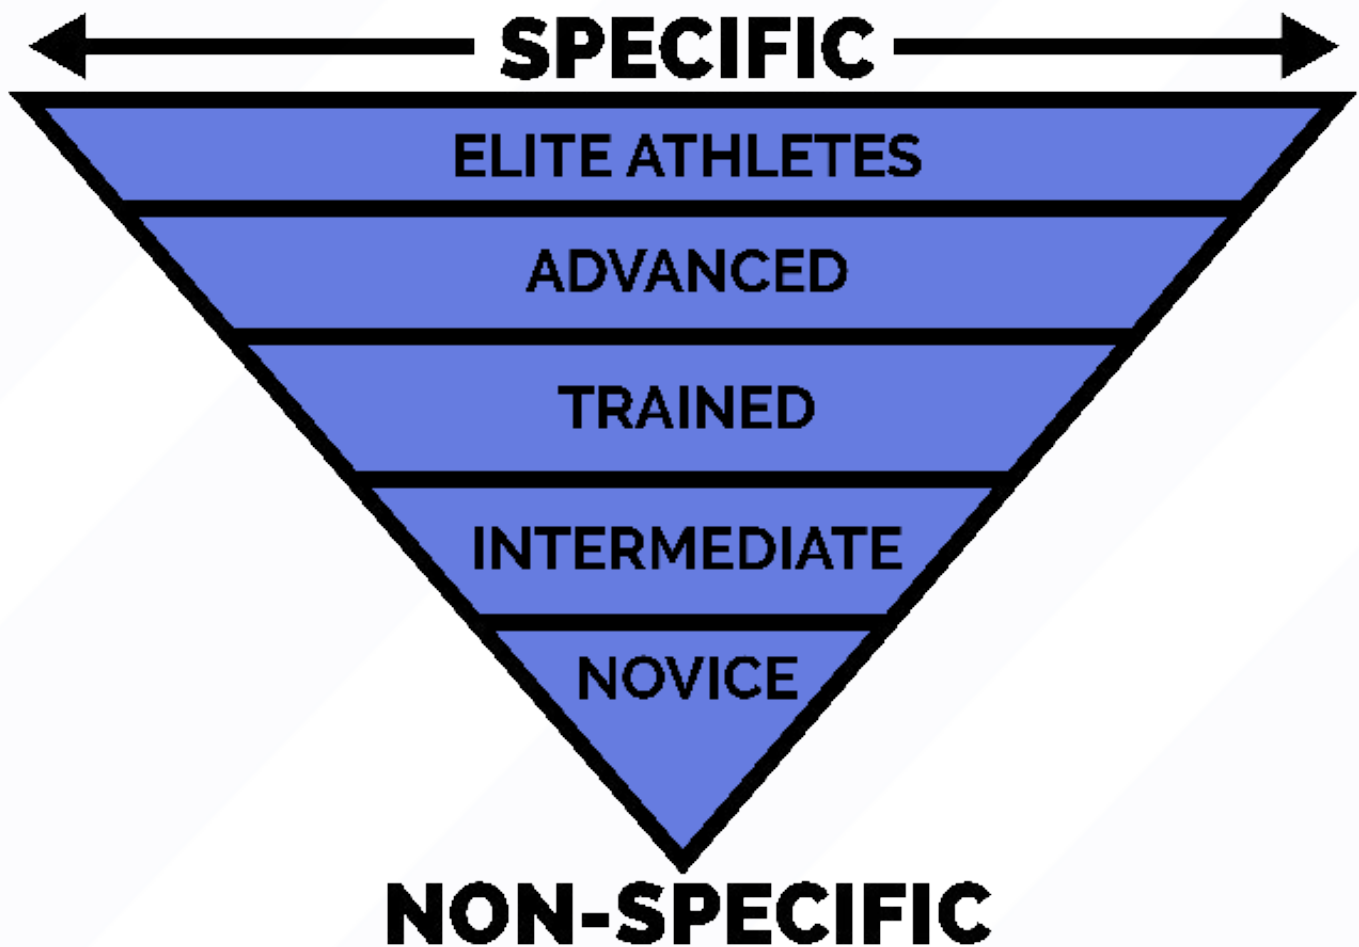 SPECIFIC
ELITE ATHLETES
ADVANCED
TRAINED
INTERMEDIATE
NOVICE
NON-SPECIFIC